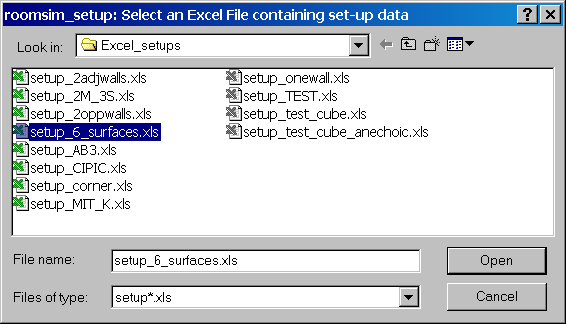 roomsim_setup: Select an Excel File containing set-up data
Look in: Excel_setups
setup_2adjwalls.xls
setup_2M_3S.xls
setup_2oppwalls.xls
setup_6_surfaces.xls
setup_AB3.xls
setup_CIPIC.xls
setup_corner.xls
setup_MIT_K.xls
setup_onewall.xls
setup_TEST.xls
setup_test_cube.xls
setup_test_cube_anechoic.xls
File name: setup_6_surfaces.xls Open
Files of type: setup*.xls Cancel